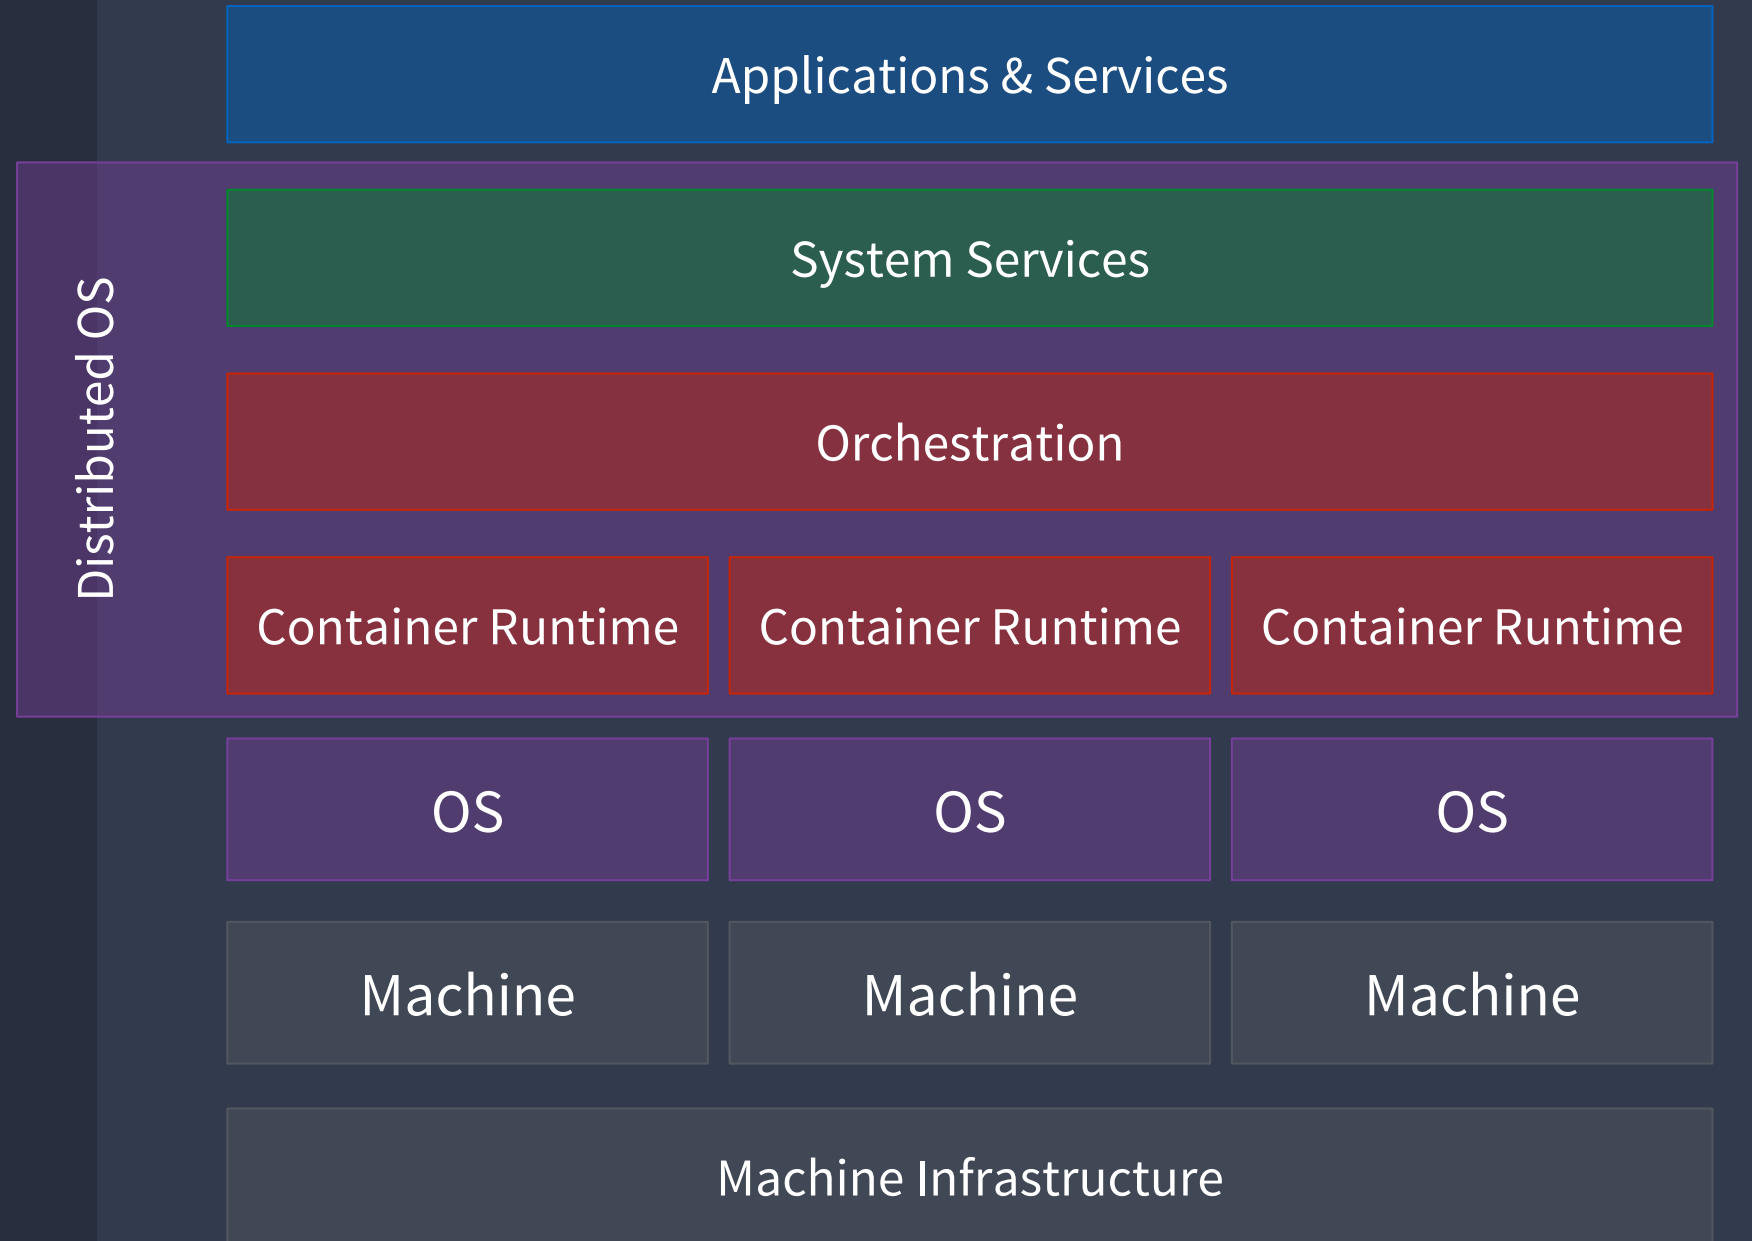 Applications & Services
Distributed OS
System Services
Orchestration
Container Runtime
Container Runtime
Container Runtime
OS
OS
OS
Machine
Machine
Machine
Machine Infrastructure